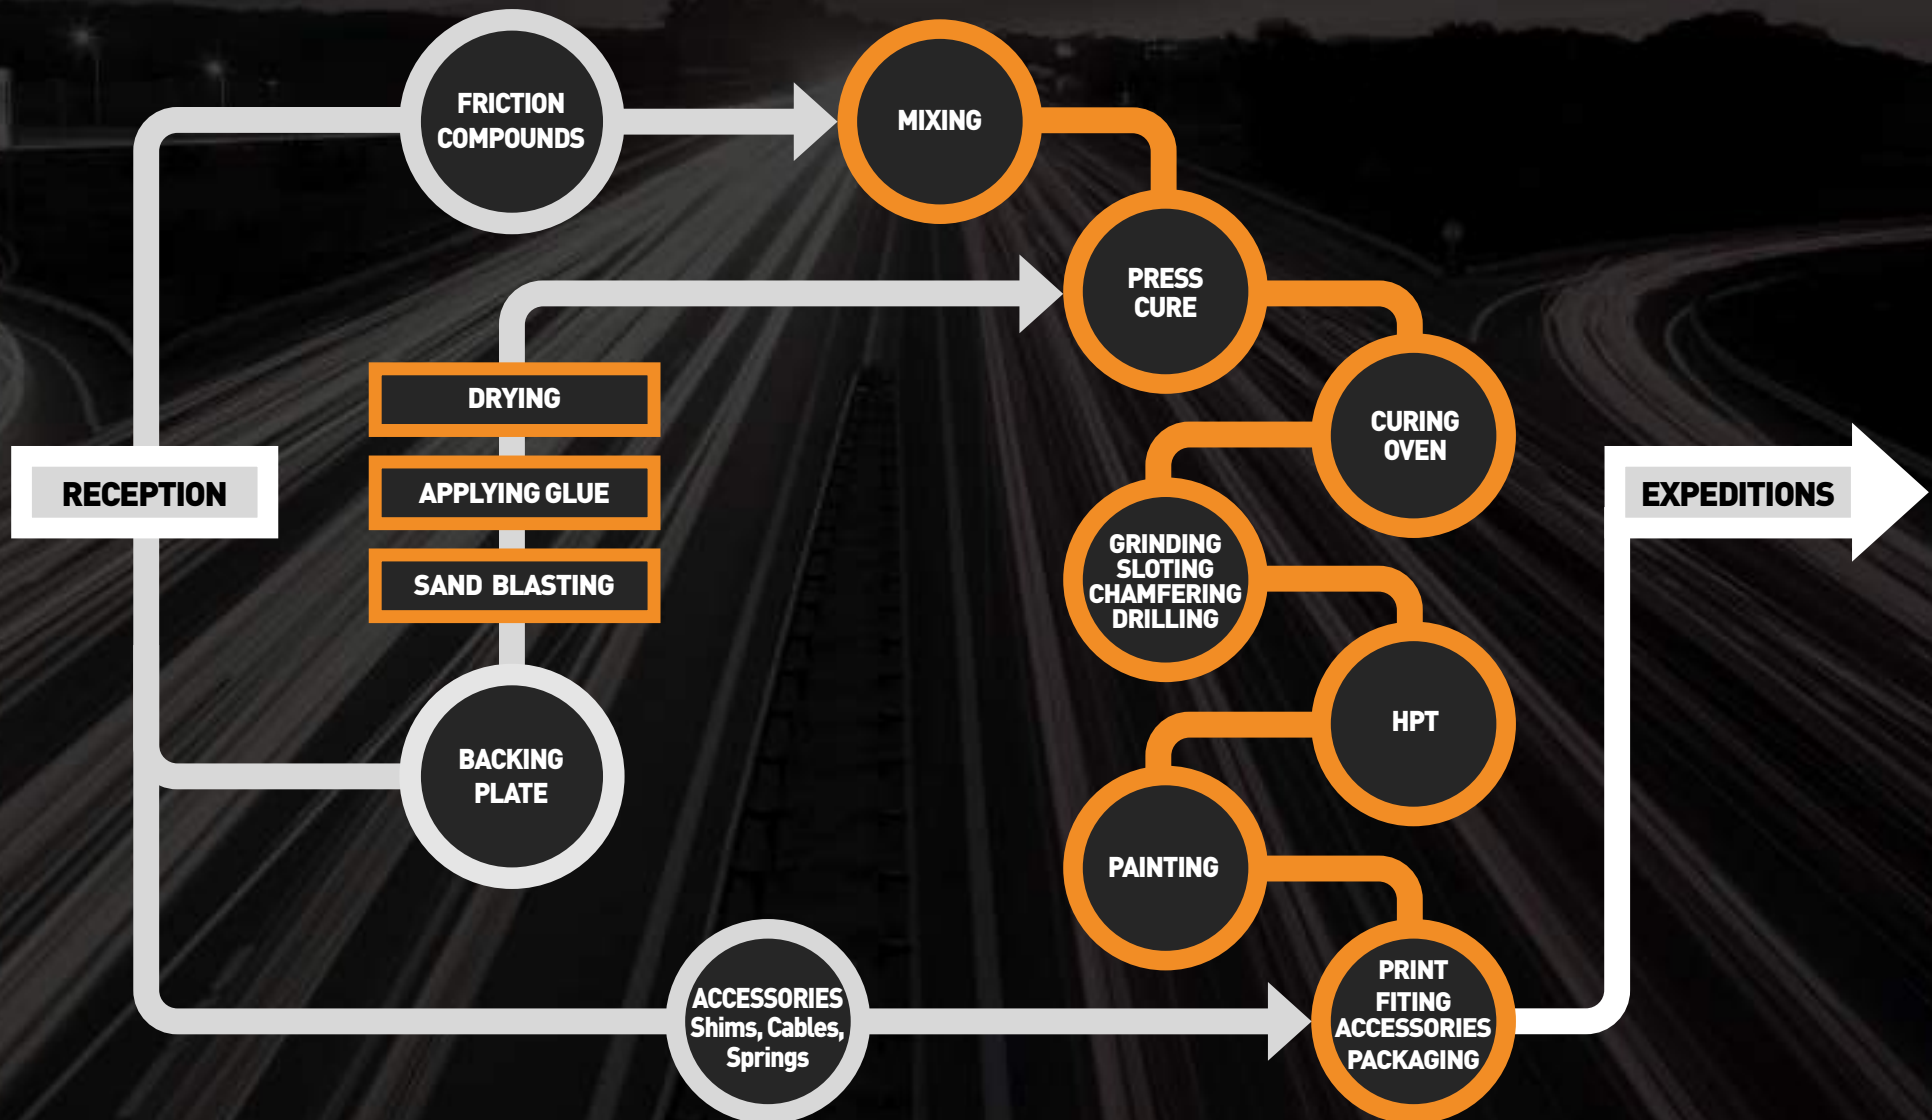 FRICTION
COMPOUNDS
MIXING
PRESS
CURE
DRYING
CURING
OVEN
RECEPTION
APPLYING GLUE
EXPEDITIONS
GRINDING
SLOTING
CHAMFERING
DRILLING
SAND BLASTING
HPT
BACKING
PLATE
PAINTING
ACCESSORIES
Shims, Cables,
Springs
PRINT
FITING
ACCESSORIES
PACKAGING